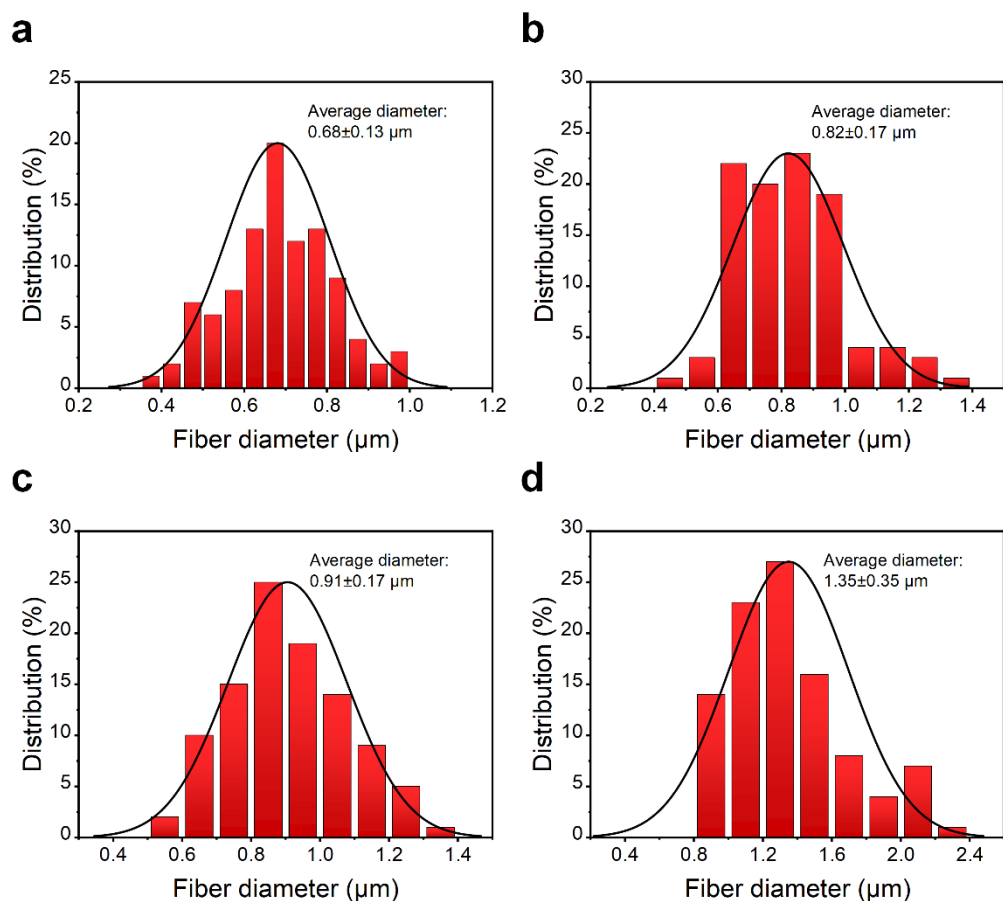 a
25
20
15
10
5
0
Distribution (%)
Average diameter:
0.68±0.13 µm
0.2 0.4 0.6 0.8 1.0 1.2
Fiber diameter (µm)
b
30
25
20
15
10
5
0
Distribution (%)
Average diameter:
0.82±0.17 µm
0.2 0.4 0.6 0.8 1.0 1.2 1.4
Fiber diameter (µm)
c
30
25
20
15
10
5
0
Distribution (%)
Average diameter:
0.91±0.17 µm
0.4 0.6 0.8 1.0 1.2 1.4
Fiber diameter (µm)
d
30
25
20
15
10
5
0
Distribution (%)
Average diameter:
1.35±0.35 µm
0.4 0.8 1.2 1.6 2.0 2.4
Fiber diameter (µm)